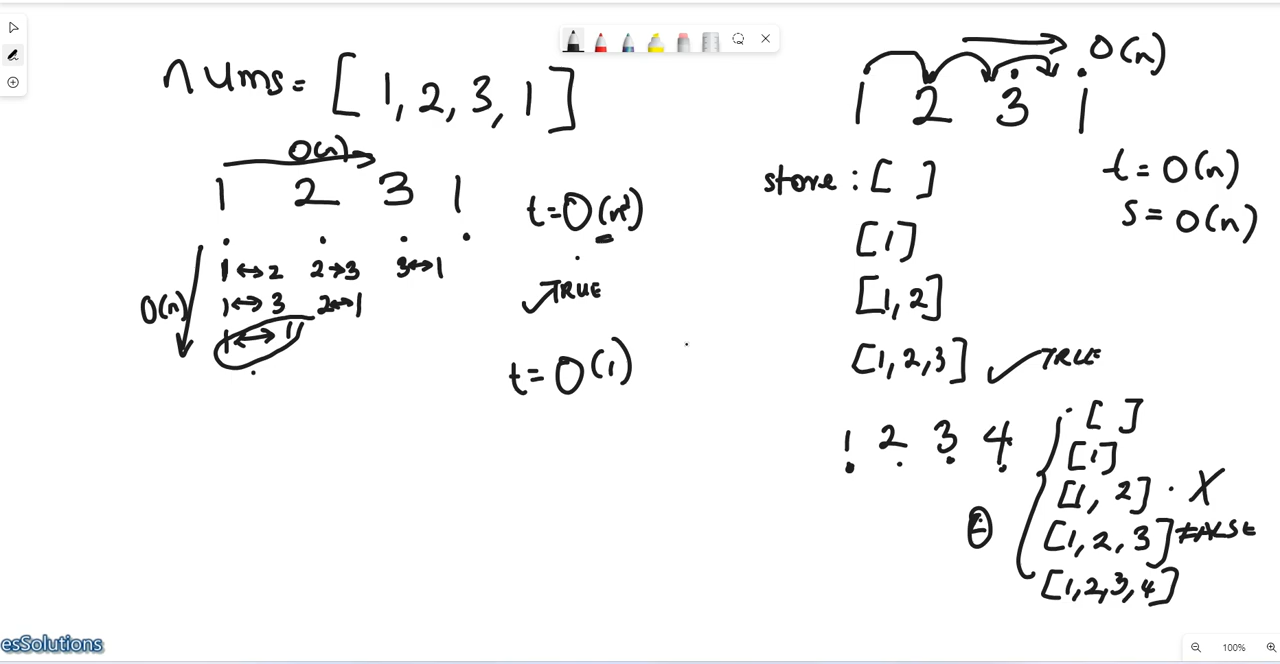 nums= [ 1, 2, 3, 1 ]
O(n)
1 2 3 1
O(n)
1 ↔ 2 2 → 3 3 ↔ 1
1 ↔ 3 2 ↔ 1
1 ↔ 1
t = O(n²)
TRUE
t = O(1)
O(n)
1 2 3 1
t = O(n)
s = O(n)
store : [ ]
[1]
[1, 2]
[1, 2, 3] TRUE
1 2 3 4
[ ]
[1]
[1, 2] . X
[1, 2, 3] FALSE
[1, 2, 3, 4]
esSolutions
100%